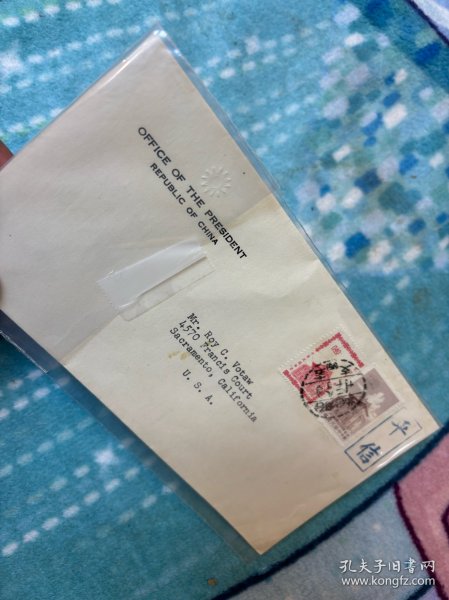 OFFICE OF THE PRESIDENT
REPUBLIC OF CHINA
Mr. Roy C. Votaw
4570 Francis Court
Sacramento, California
U. S. A.
平信
孔夫子旧书网
www.kongfz.com